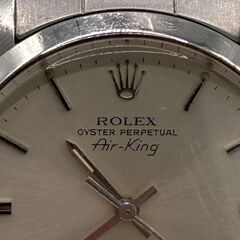 ROLEX
OYSTER PERPETUAL
Air-King